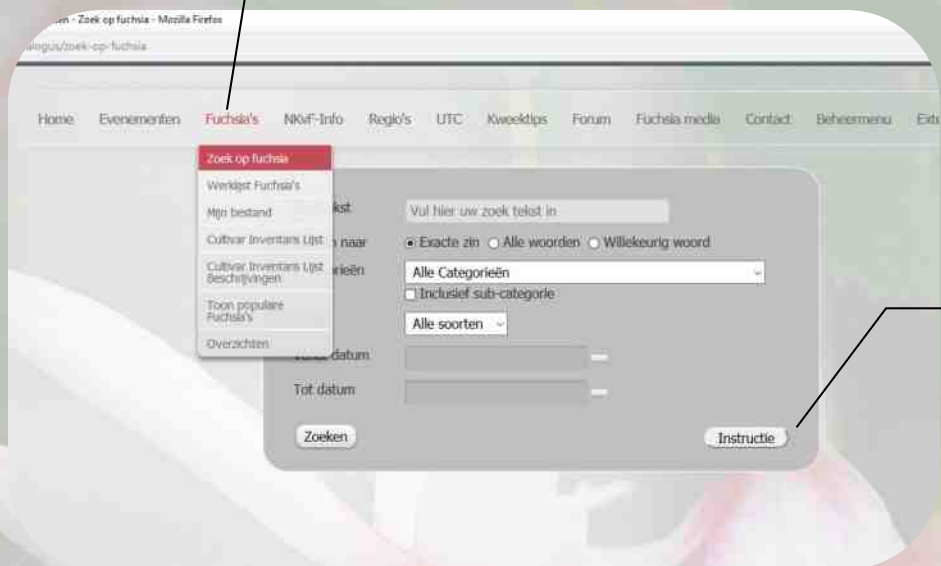 Zoek op fuchsia - Mozilla Firefox
zoek-op-fuchsia
Home Evenementen Fuchsia's NKvF-Info Regio's UTC Kweektips Forum Fuchsia media Contact Beheermenu
Zoek op fuchsia
Werklijst Fuchsia's
Mijn bestand
Cultivar Inventaris Lijst
Cultivar Inventaris Lijst
Beschrijvingen
Toon populare
Fuchsia's
Overzichten
Vul hier uw zoek tekst in
naar Exacte zin Alle woorden Willekeurig woord
Alle Categorieën
Inclusief sub-categorie
Alle soorten
datum
Tot datum
Zoeken Instructie